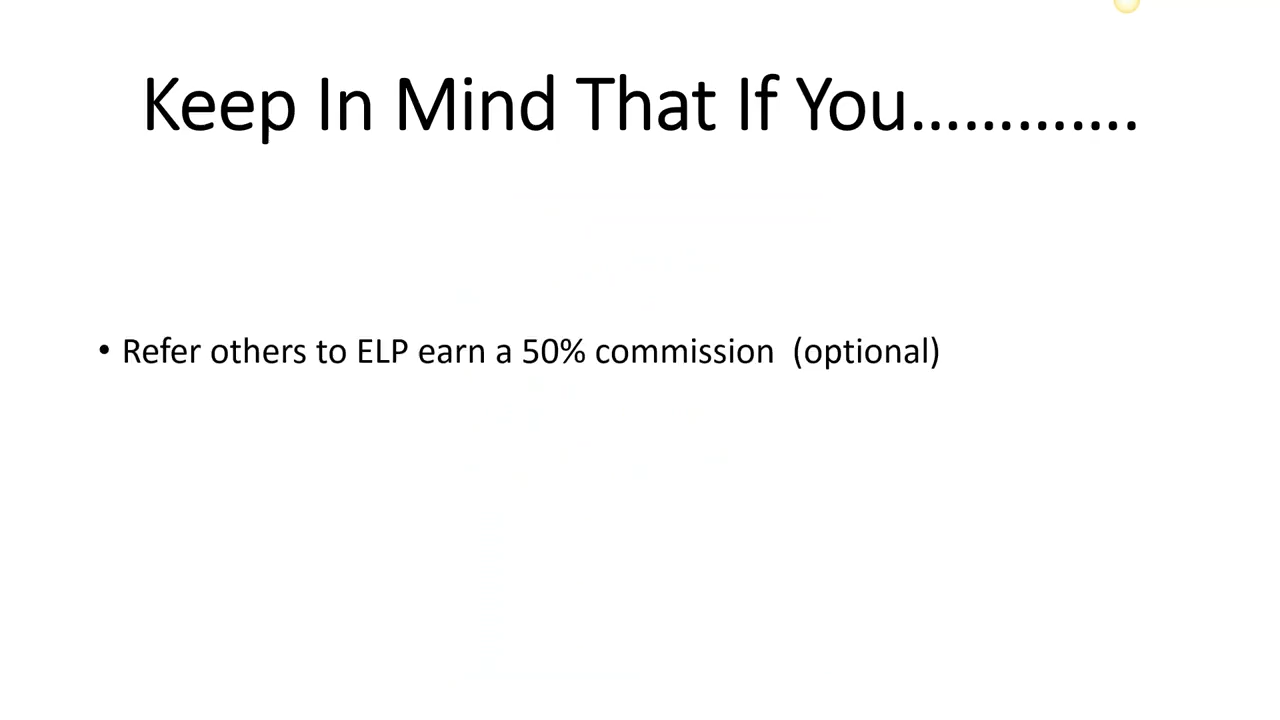 Keep In Mind That If You………….
• Refer others to ELP earn a 50% commission  (optional)